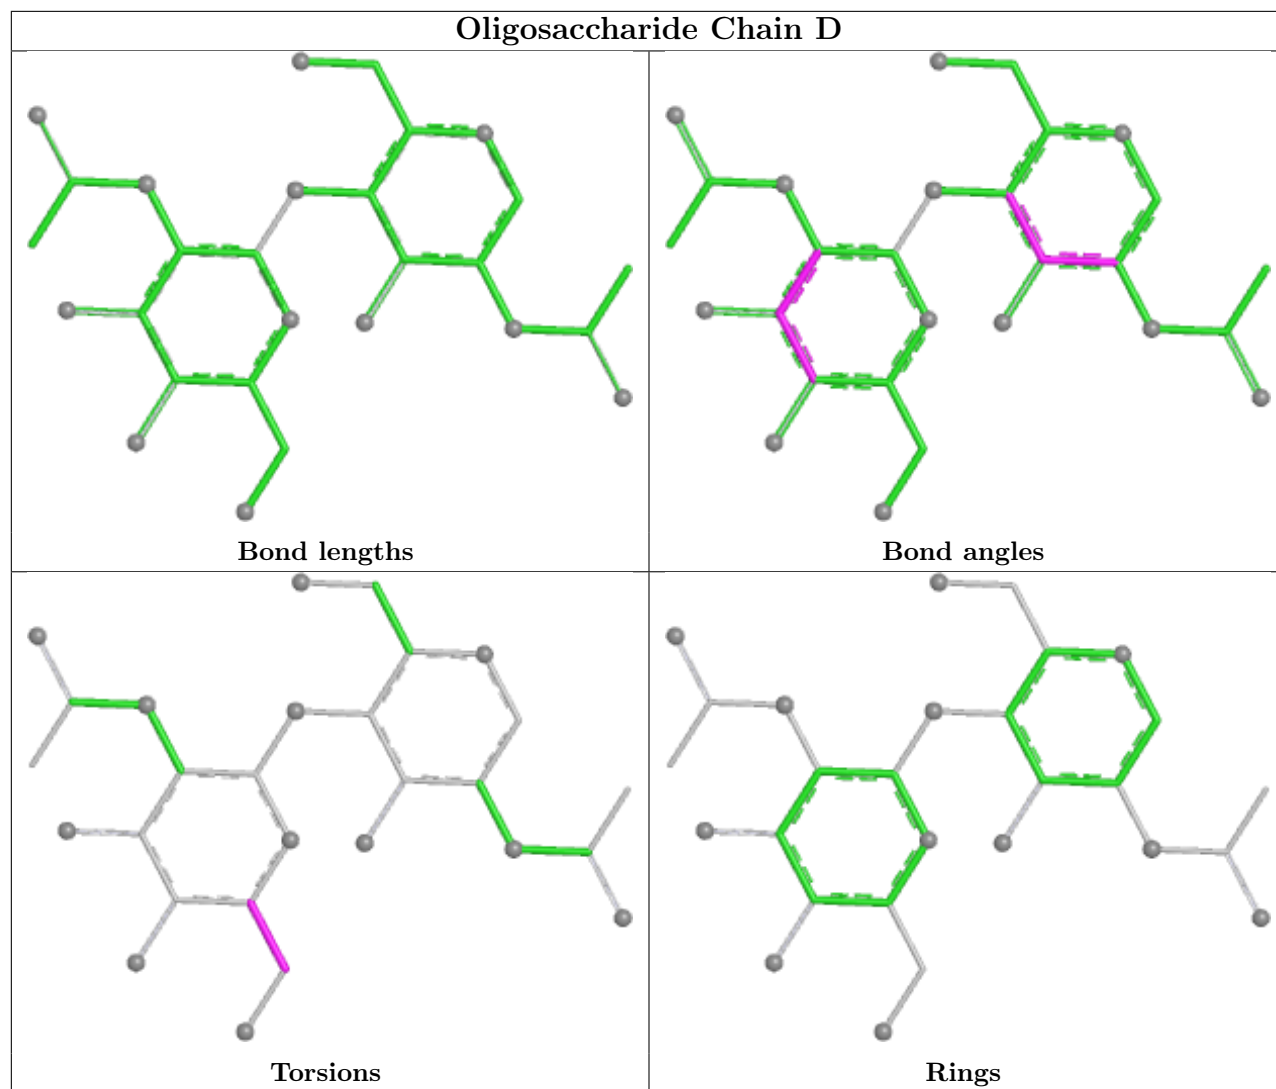 Oligosaccharide Chain D
Bond lengths
Bond angles
Torsions
Rings